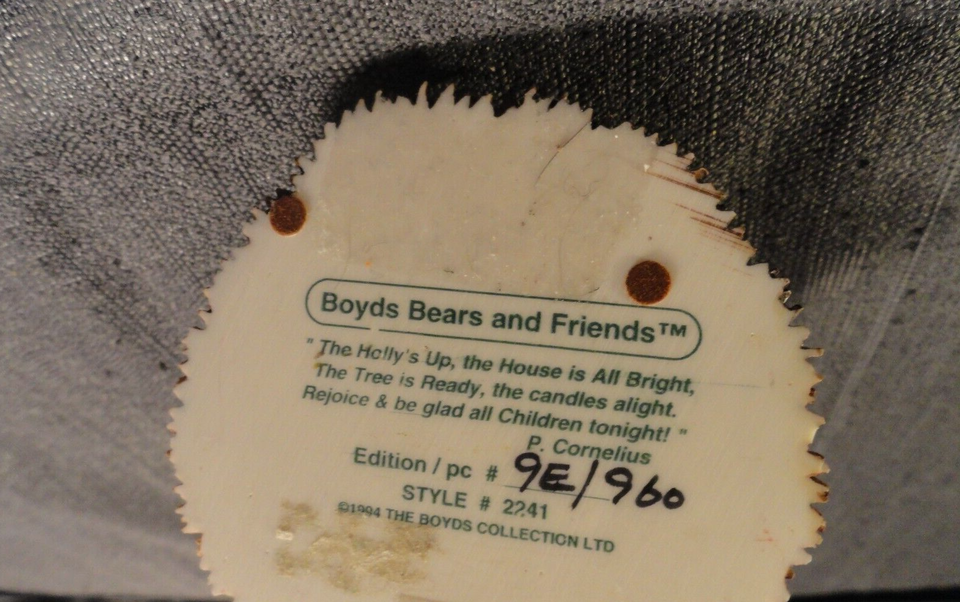 Boyds Bears and Friends™
" The Holly's Up, the House is All Bright,
The Tree is Ready, the candles alight.
Rejoice & be glad all Children tonight! "
P. Cornelius
Edition / pc # 9E/960
STYLE # 2241
©1994 THE BOYDS COLLECTION LTD